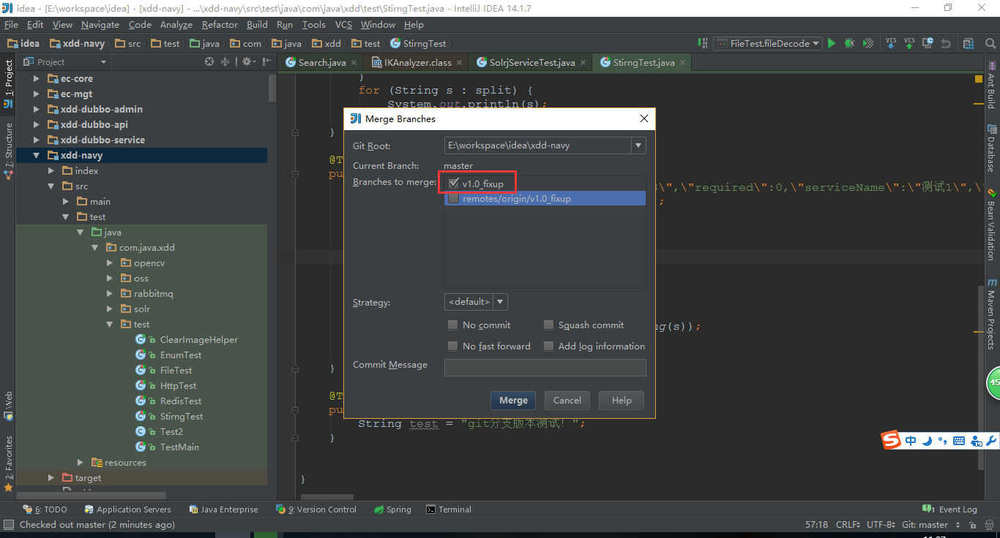 idea - [E:\workspace\idea] - [xdd-navy] - ...\xdd-navy\src\test\java\com\java\xdd\test\StirngTest.java - IntelliJ IDEA 14.1.7
File Edit View Navigate Code Analyze Refactor Build Run Tools VCS Window Help
idea xdd-navy src test java com java xdd test StirngTest
FileTest.fileDecode
VCS VCS
Project
Search.java IKAnalyzer.class SolrjServiceTest.java StirngTest.java
1: Project
7: Structure
Web
2: Favorites
ec-core
ec-mgt
xdd-dubbo-admin
xdd-dubbo-api
xdd-dubbo-service
xdd-navy
index
src
main
test
java
com.java.xdd
opencv
oss
rabbitmq
solr
test
ClearImageHelper
EnumTest
FileTest
HttpTest
RedisTest
StirngTest
Test2
TestMain
resources
target
}
for (String s : split) {
System.out.println(s);
}
@T
pu
\",\"required\":0,\"serviceName\":\"测试1\",\
;
(s));
}
@T
pu
String test = "git分支版本测试！";
}
}
Merge Branches
Git Root: E:\workspace\idea\xdd-navy
Current Branch: master
Branches to merge: v1.0_fixup
remotes/origin/v1.0_fixup
Strategy: <default>
No commit Squash commit
No fast forward Add log information
Commit Message
Merge Cancel Help
Ant Build
Database
Bean Validation
m Maven Projects
45
中
6: TODO Application Servers Java Enterprise 9: Version Control Spring Terminal 1 Event Log
Checked out master (2 minutes ago) 57:18 CRLF UTF-8 Git: master